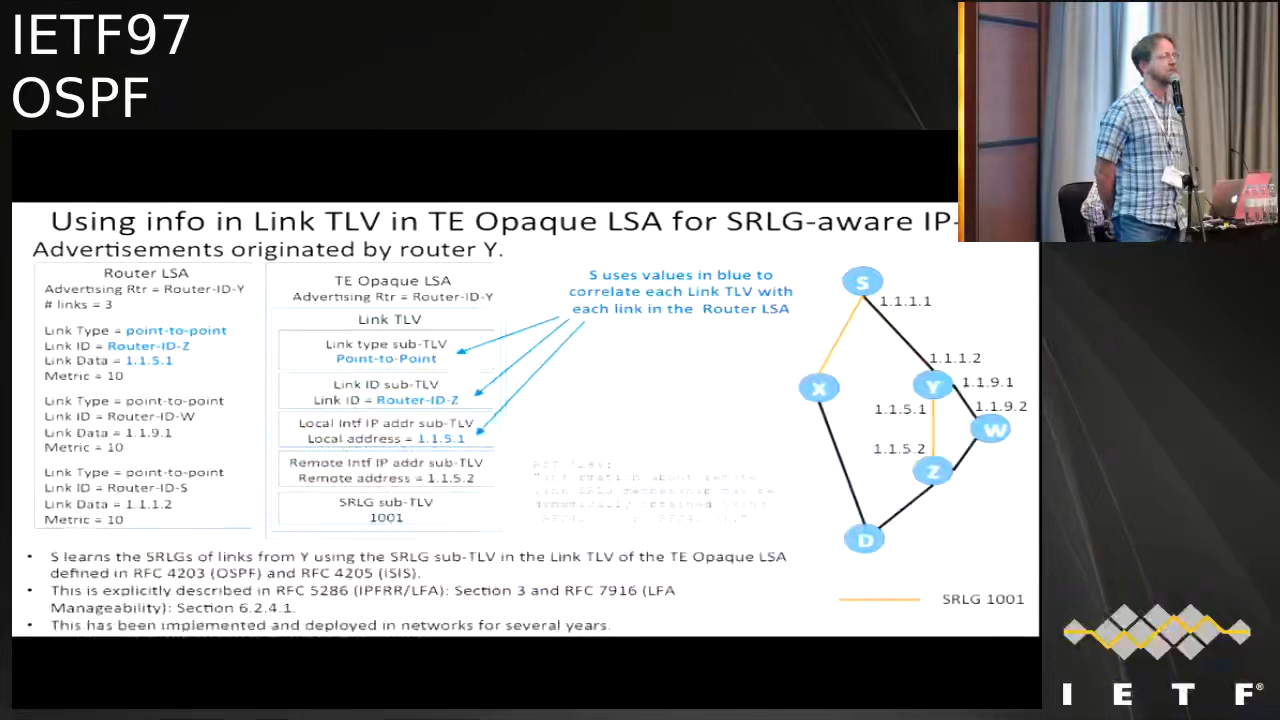 IETF97
OSPF
Using info in Link TLV in TE Opaque LSA for SRLG-aware IP-
Advertisements originated by router Y.
Router LSA
Advertising Rtr = Router-ID-Y
# links = 3
Link Type = point-to-point
Link ID = Router-ID-Z
Link Data = 1.1.5.1
Metric = 10
Link Type = point-to-point
Link ID = Router-ID-W
Link Data = 1.1.9.1
Metric = 10
Link Type = point-to-point
Link ID = Router-ID-S
Link Data = 1.1.1.2
Metric = 10
TE Opaque LSA
Advertising Rtr = Router-ID-Y
Link TLV
Link type sub-TLV
Point-to-Point
Link ID sub-TLV
Link ID = Router-ID-Z
Local Intf IP addr sub-TLV
Local address = 1.1.5.1
Remote Intf IP addr sub-TLV
Remote address = 1.1.5.2
SRLG sub-TLV
1001
S uses values in blue to
correlate each Link TLV with
each link in the Router LSA
"information about remote
link SRLG membership may be
dynamically obtained using
S
1.1.1.1
1.1.1.2
X
Y
1.1.9.1
1.1.9.2
1.1.5.1
W
1.1.5.2
Z
D
SRLG 1001
• S learns the SRLGs of links from Y using the SRLG sub-TLV in the Link TLV of the TE Opaque LSA
defined in RFC 4203 (OSPF) and RFC 4205 (ISIS).
• This is explicitly described in RFC 5286 (IPFRR/LFA): Section 3 and RFC 7916 (LFA
Manageability): Section 6.2.4.1.
• This has been implemented and deployed in networks for several years.
I E T F®